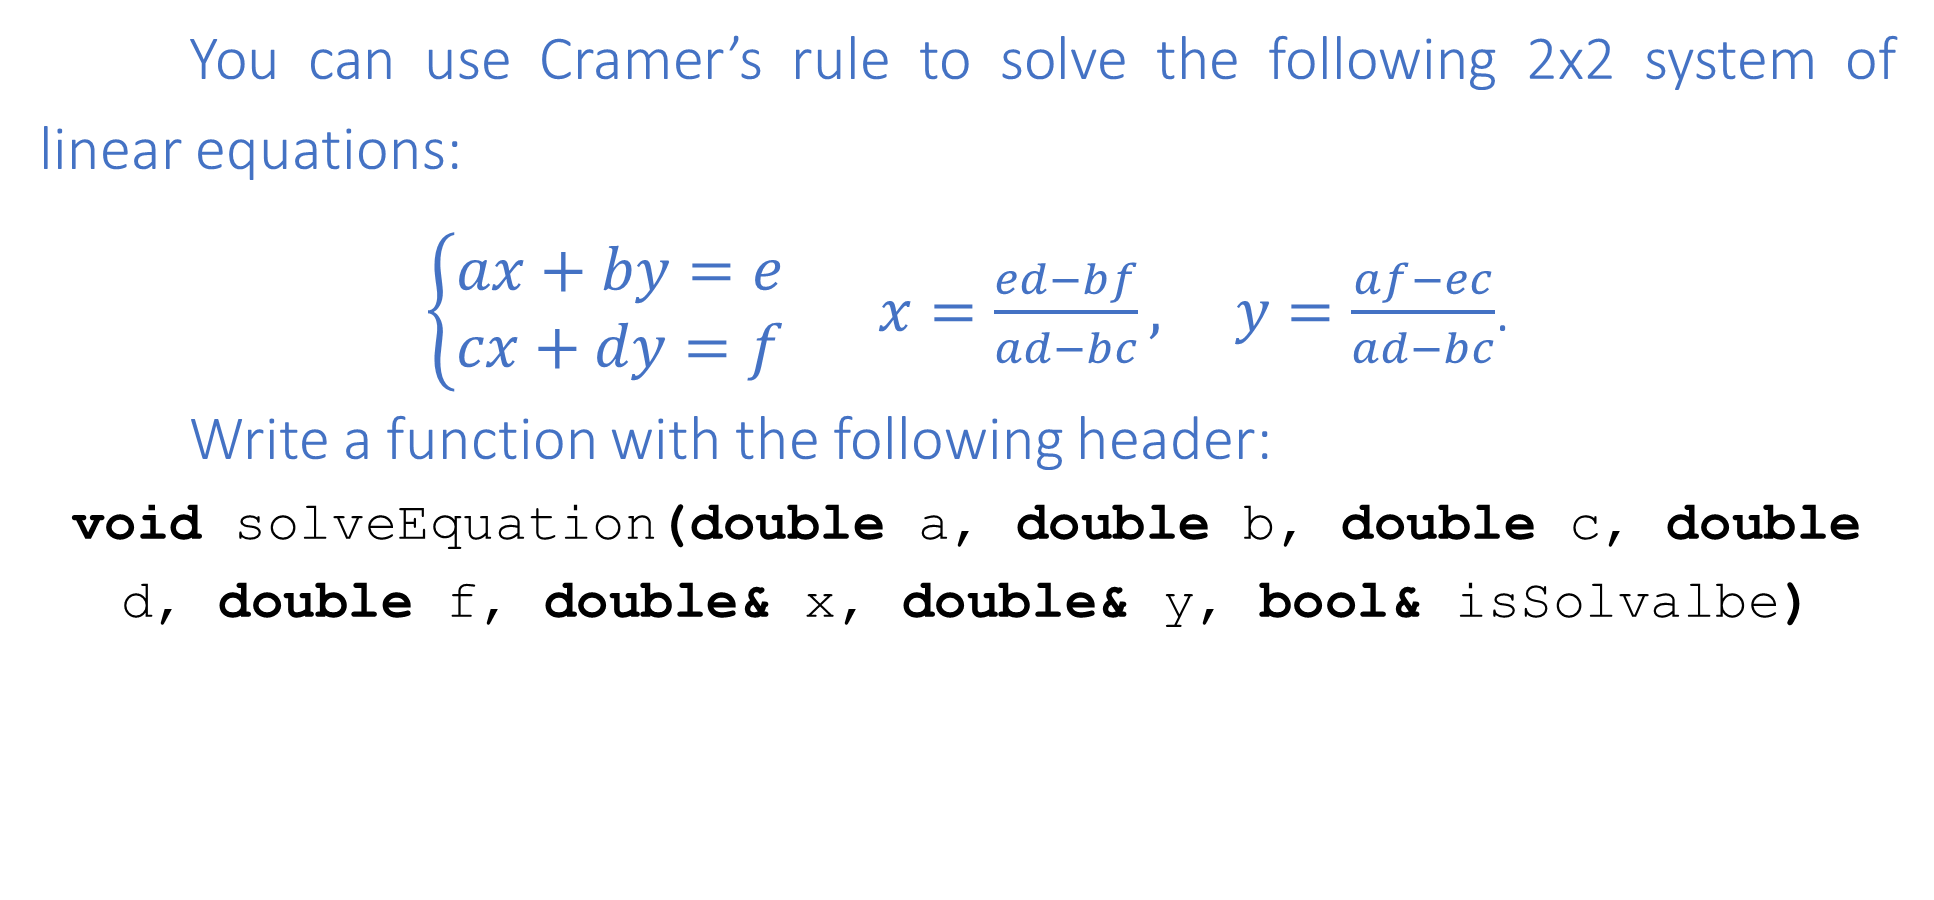 You can use Cramer’s rule to solve the following 2x2 system of
linear equations:
{ax + by = e
cx + dy = f    x = ed−bf/ad−bc,    y = af−ec/ad−bc.
Write a function with the following header:
void solveEquation(double a, double b, double c, double
d, double f, double& x, double& y, bool& isSolvalbe)